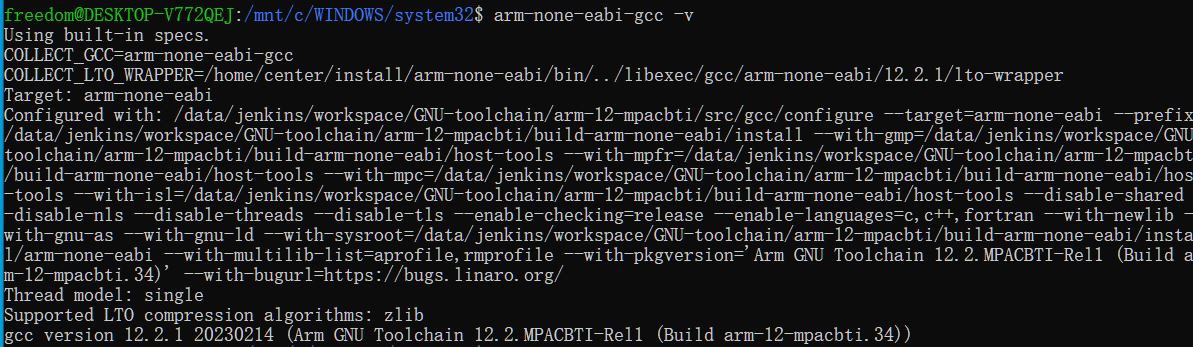 freedom@DESKTOP-V772QEJ:/mnt/c/WINDOWS/system32$ arm-none-eabi-gcc -v
Using built-in specs.
COLLECT_GCC=arm-none-eabi-gcc
COLLECT_LTO_WRAPPER=/home/center/install/arm-none-eabi/bin/../libexec/gcc/arm-none-eabi/12.2.1/lto-wrapper
Target: arm-none-eabi
Configured with: /data/jenkins/workspace/GNU-toolchain/arm-12-mpacbti/src/gcc/configure --target=arm-none-eabi --prefix
/data/jenkins/workspace/GNU-toolchain/arm-12-mpacbti/build-arm-none-eabi/install --with-gmp=/data/jenkins/workspace/GNU
toolchain/arm-12-mpacbti/build-arm-none-eabi/host-tools --with-mpfr=/data/jenkins/workspace/GNU-toolchain/arm-12-mpacbt
/build-arm-none-eabi/host-tools --with-mpc=/data/jenkins/workspace/GNU-toolchain/arm-12-mpacbti/build-arm-none-eabi/hos
-tools --with-isl=/data/jenkins/workspace/GNU-toolchain/arm-12-mpacbti/build-arm-none-eabi/host-tools --disable-shared
-disable-nls --disable-threads --disable-tls --enable-checking=release --enable-languages=c,c++,fortran --with-newlib -
with-gnu-as --with-gnu-ld --with-sysroot=/data/jenkins/workspace/GNU-toolchain/arm-12-mpacbti/build-arm-none-eabi/insta
l/arm-none-eabi --with-multilib-list=aprofile,rmprofile --with-pkgversion='Arm GNU Toolchain 12.2.MPACBTI-Rel1 (Build a
m-12-mpacbti.34)' --with-bugurl=https://bugs.linaro.org/
Thread model: single
Supported LTO compression algorithms: zlib
gcc version 12.2.1 20230214 (Arm GNU Toolchain 12.2.MPACBTI-Rel1 (Build arm-12-mpacbti.34))